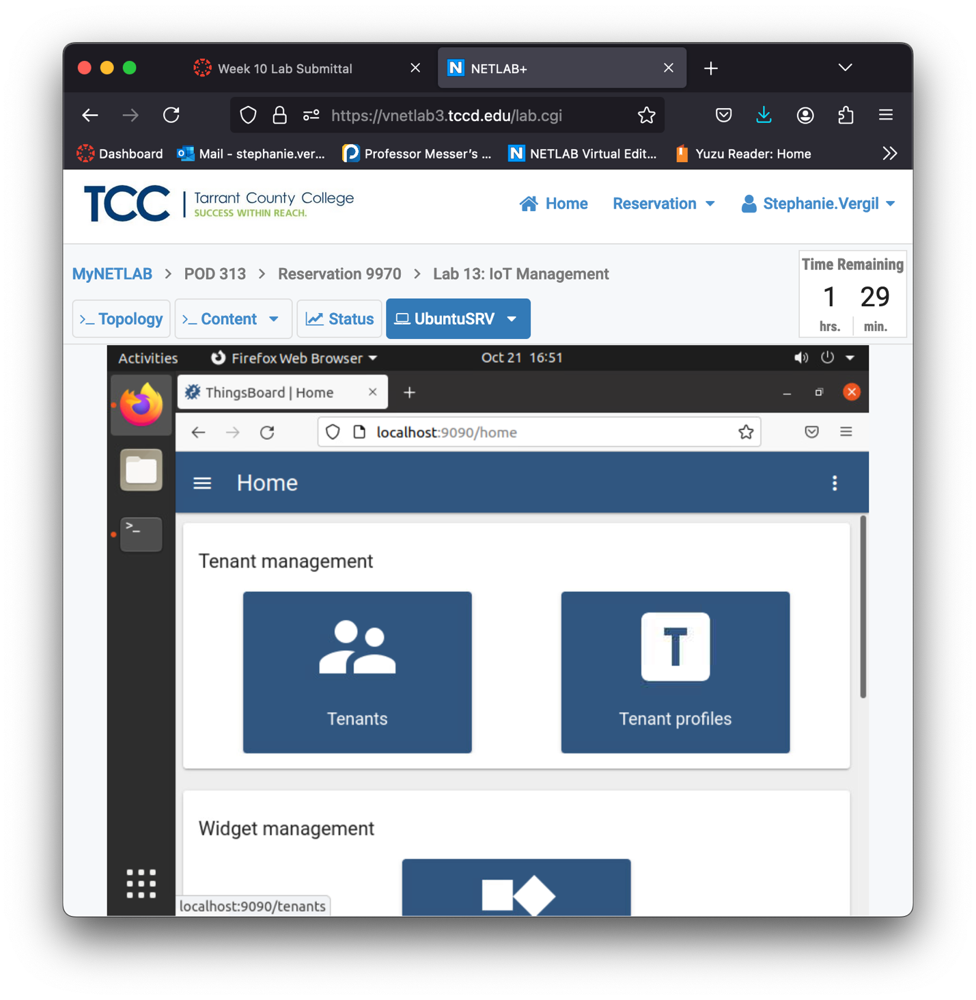 Week 10 Lab Submittal
NETLAB+
https://vnetlab3.tccd.edu/lab.cgi
Dashboard
Mail - stephanie.ver...
Professor Messer's ...
NETLAB Virtual Edit...
Yuzu Reader: Home
TCC
Tarrant County College
SUCCESS WITHIN REACH.
Home
Reservation
Stephanie.Vergil
MyNETLAB > POD 313 > Reservation 9970 > Lab 13: IoT Management
Time Remaining
1 29
hrs. min.
Topology
Content
Status
UbuntuSRV
Activities
Firefox Web Browser
Oct 21 16:51
ThingsBoard | Home
localhost:9090/home
Home
Tenant management
T
Tenants
Tenant profiles
Widget management
localhost:9090/tenants